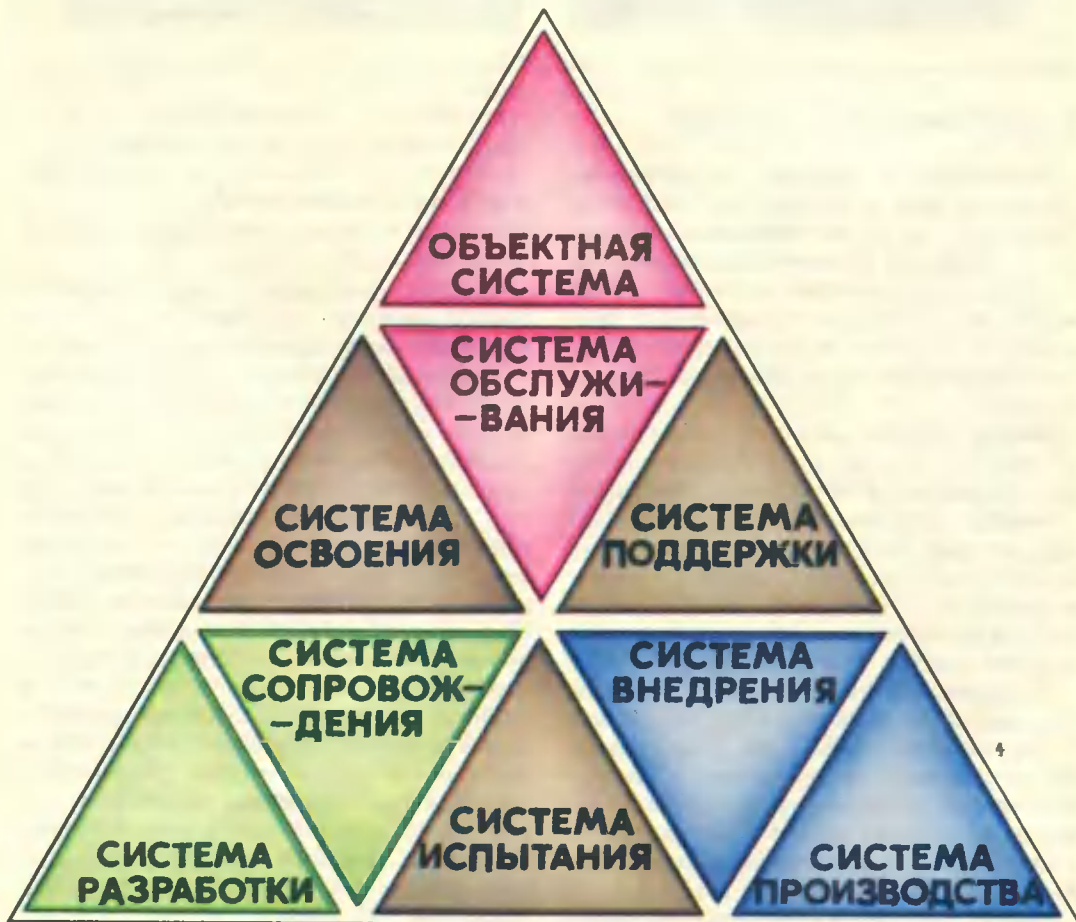 ОБЪЕКТНАЯ
СИСТЕМА
СИСТЕМА
ОБСЛУЖИ-
-ВАНИЯ
СИСТЕМА
ОСВОЕНИЯ
СИСТЕМА
ПОДДЕРЖКИ
СИСТЕМА
СОПРОВОЖ-
-ДЕНИЯ
СИСТЕМА
ВНЕДРЕНИЯ
СИСТЕМА
РАЗРАБОТКИ
СИСТЕМА
ИСПЫТАНИЯ
СИСТЕМА
ПРОИЗВОДСТВА